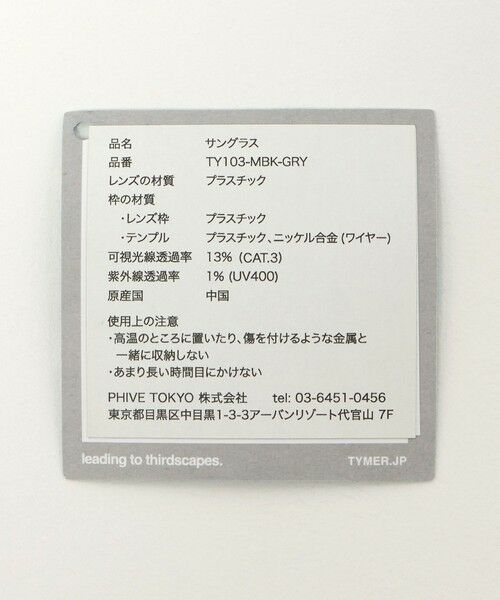 品名 サングラス
品番 TY103-MBK-GRY
レンズの材質 プラスチック
枠の材質
・レンズ枠 プラスチック
・テンプル プラスチック、ニッケル合金(ワイヤー)
可視光線透過率 13% (CAT.3)
紫外線透過率 1% (UV400)
原産国 中国
使用上の注意
・高温のところに置いたり、傷を付けるような金属と
一緒に収納しない
・あまり長い時間目にかけない
PHIVE TOKYO 株式会社 tel: 03-6451-0456
東京都目黒区中目黒1-3-3アーバンリゾート代官山 7F
leading to thirdscapes. TYMER.JP